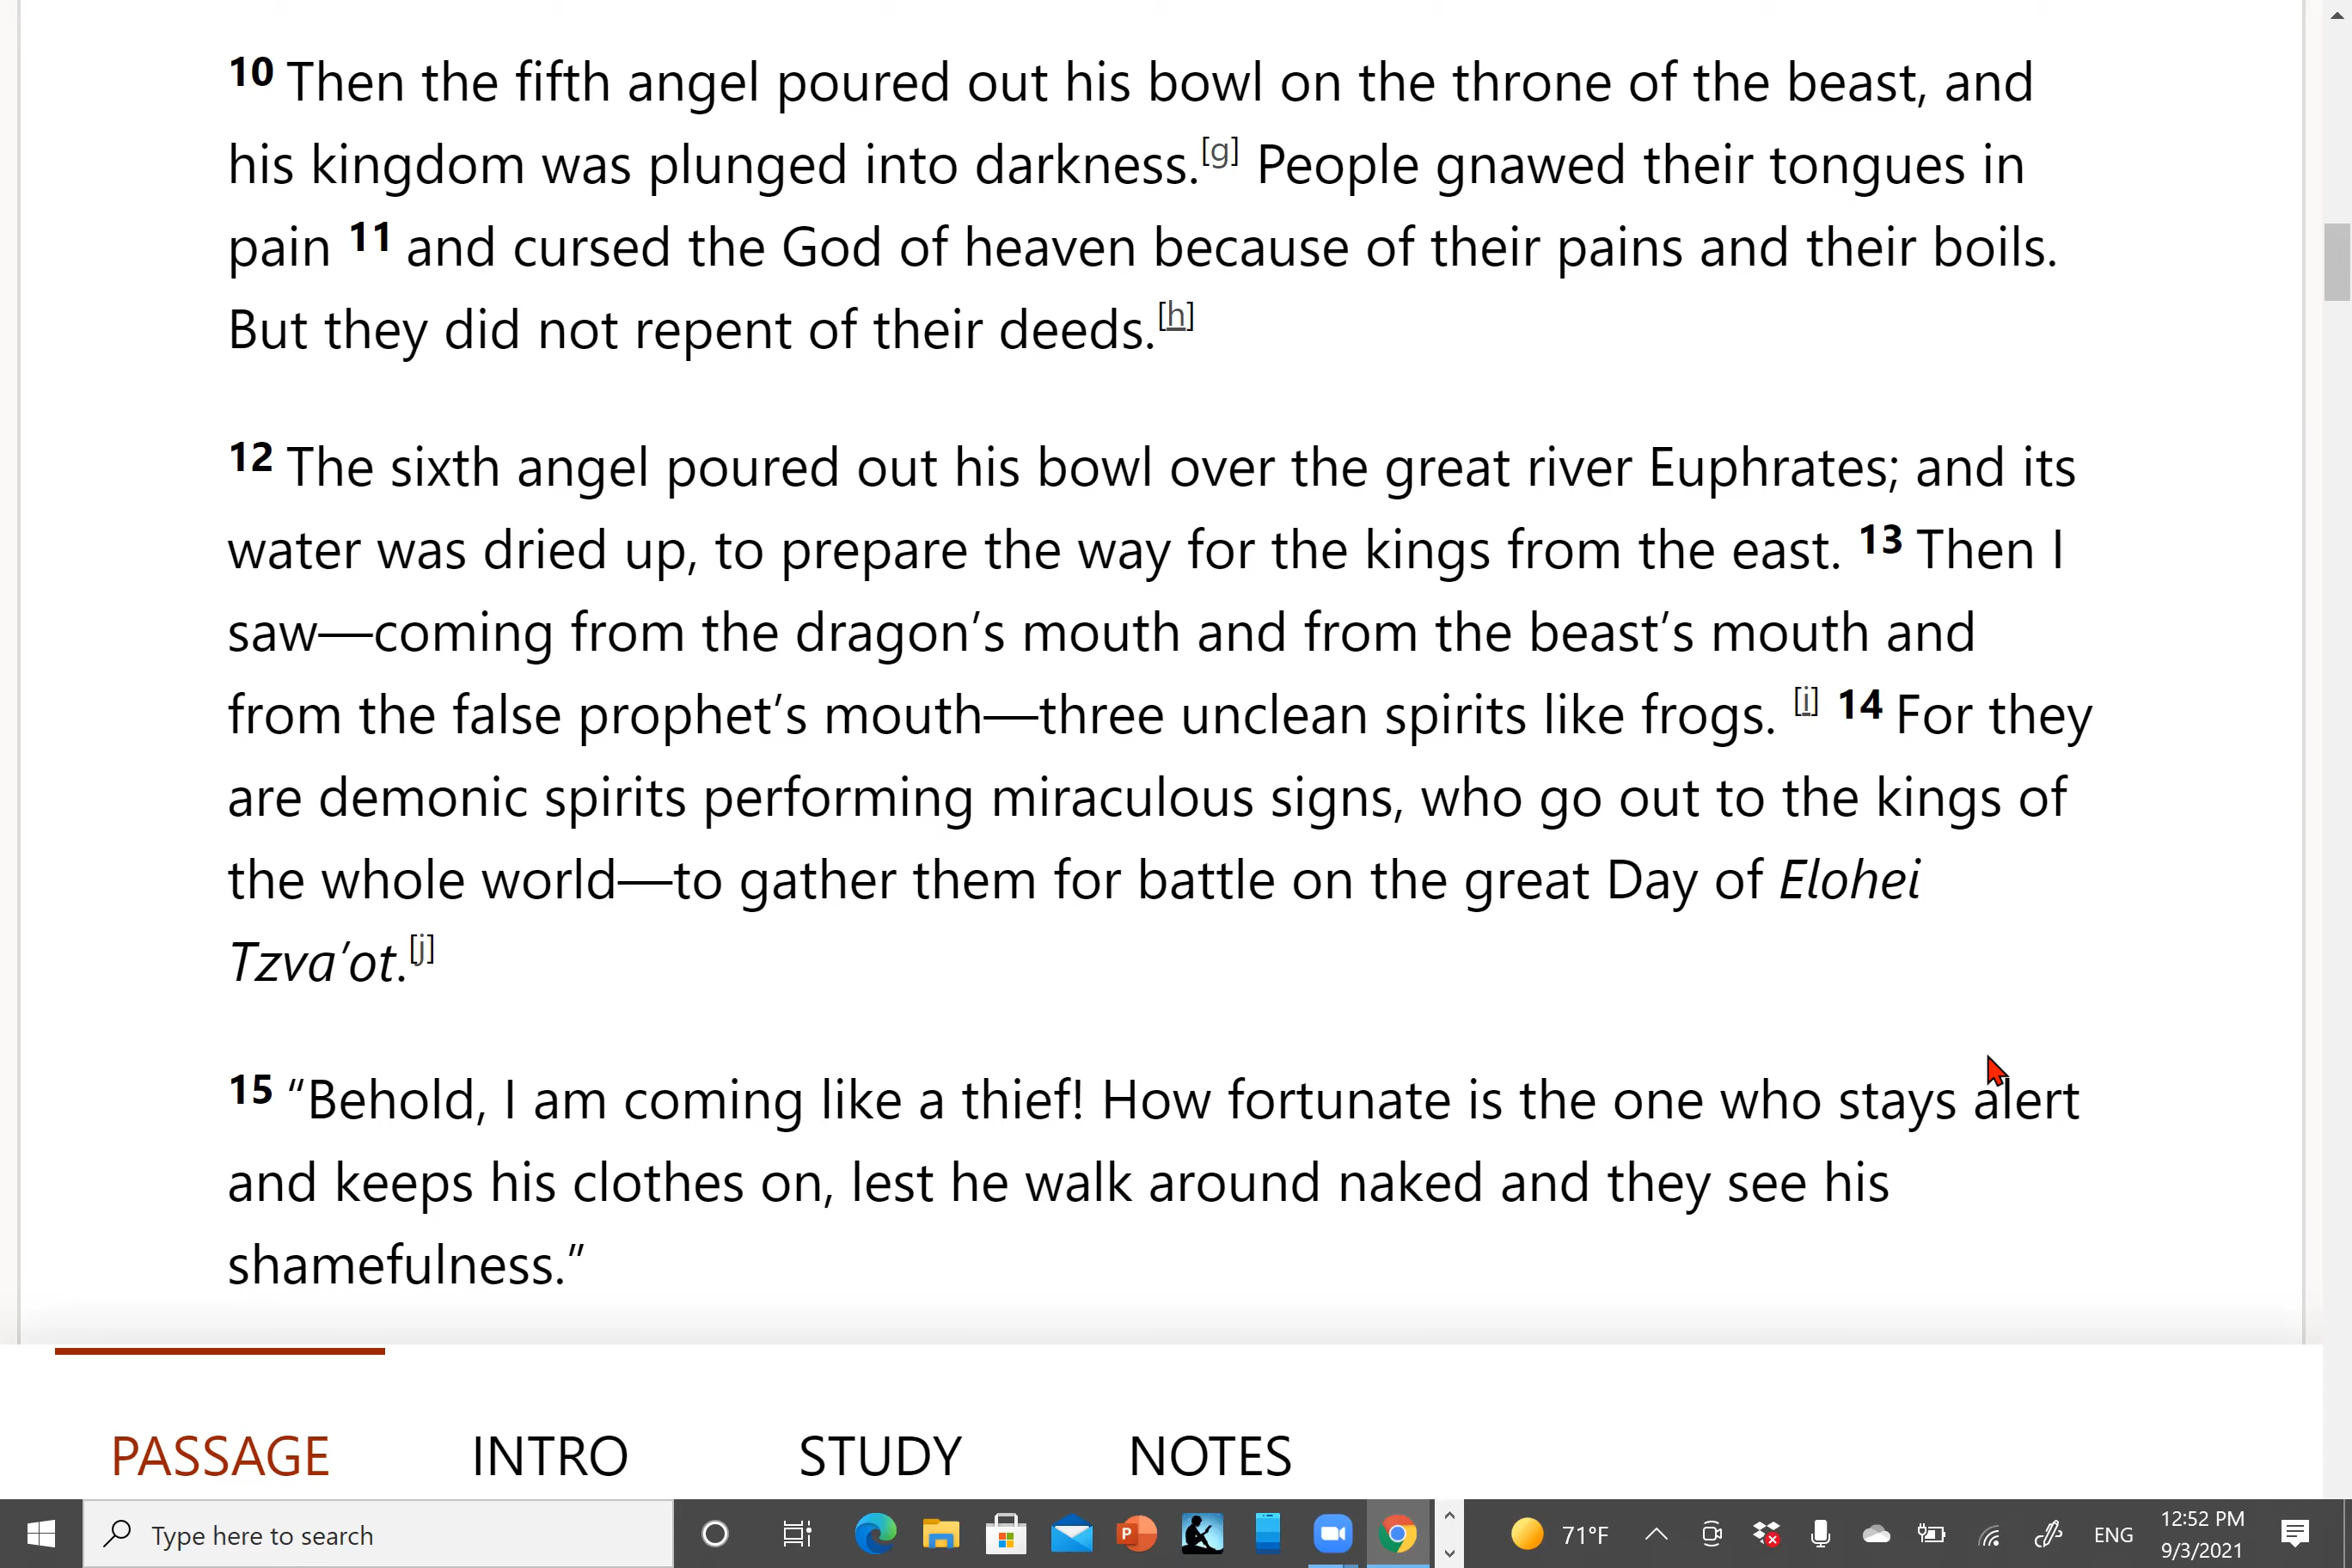 10 Then the fifth angel poured out his bowl on the throne of the beast, and
his kingdom was plunged into darkness.[g] People gnawed their tongues in
pain 11 and cursed the God of heaven because of their pains and their boils.
But they did not repent of their deeds.[h]
12 The sixth angel poured out his bowl over the great river Euphrates; and its
water was dried up, to prepare the way for the kings from the east. 13 Then I
saw—coming from the dragon’s mouth and from the beast’s mouth and
from the false prophet’s mouth—three unclean spirits like frogs. [i] 14 For they
are demonic spirits performing miraculous signs, who go out to the kings of
the whole world—to gather them for battle on the great Day of Elohei
Tzva’ot.[j]
15 “Behold, I am coming like a thief! How fortunate is the one who stays alert
and keeps his clothes on, lest he walk around naked and they see his
shamefulness.”
PASSAGE INTRO STUDY NOTES
Type here to search
P
71°F
ENG
12:52 PM
9/3/2021